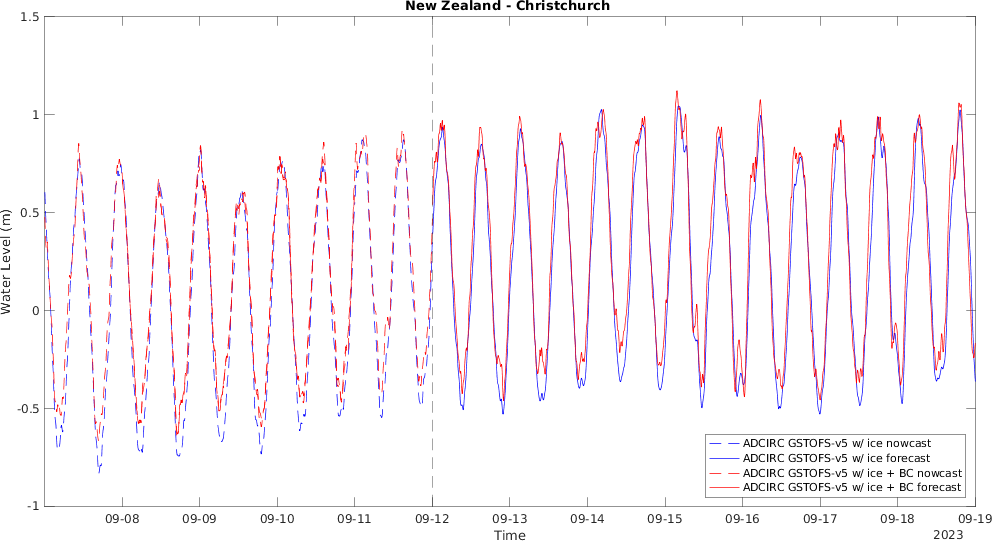 New Zealand - Christchurch
1.5
1
0.5
0
-0.5
-1
Water Level (m)
09-08
09-09
09-10
09-11
09-12
09-13
09-14
09-15
09-16
09-17
09-18
09-19
Time
2023
ADCIRC GSTOFS-v5 w/ ice nowcast
ADCIRC GSTOFS-v5 w/ ice forecast
ADCIRC GSTOFS-v5 w/ ice + BC nowcast
ADCIRC GSTOFS-v5 w/ ice + BC forecast